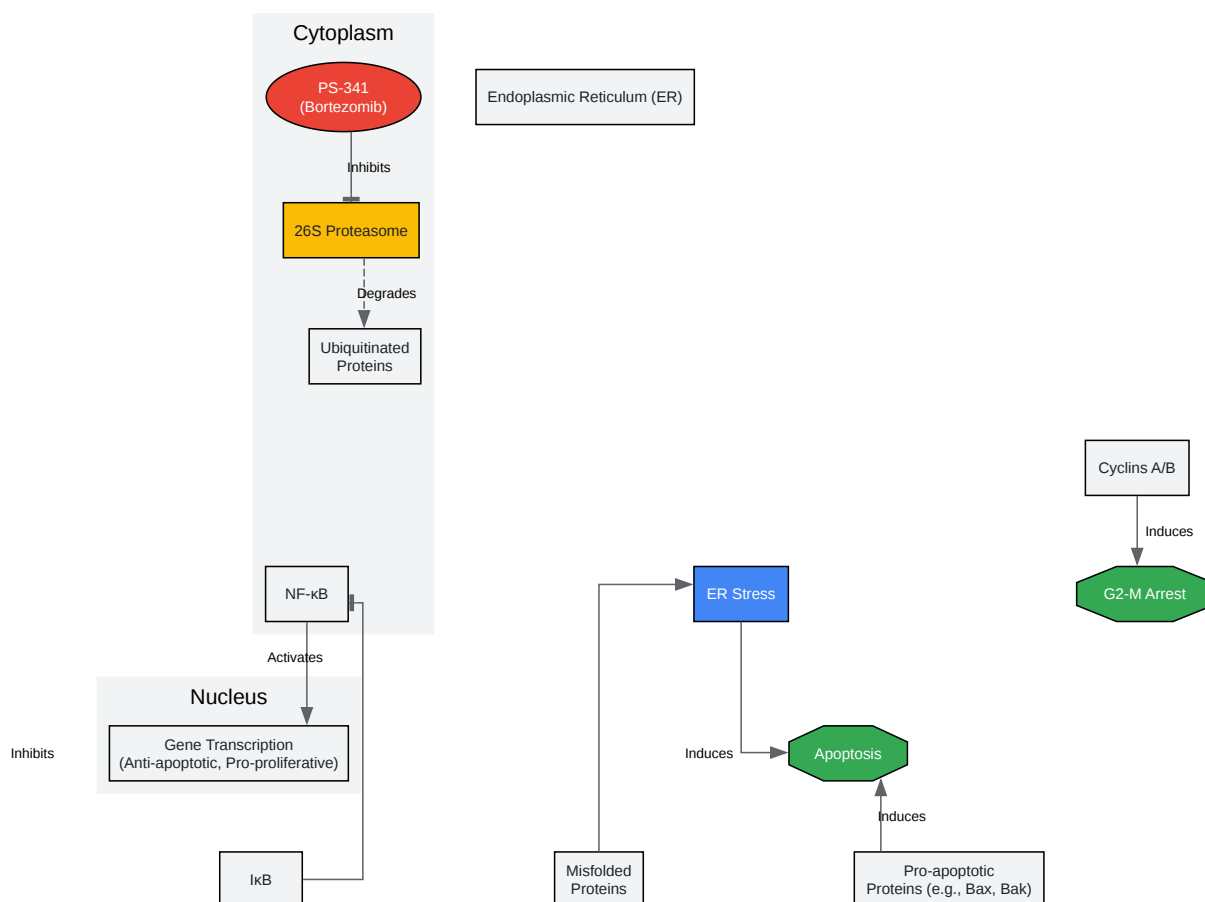 Cytoplasm
PS-341
(Bortezomib)
Endoplasmic Reticulum (ER)
Inhibits
26S Proteasome
Degrades
Ubiquitinated
Proteins
Cyclins A/B
Induces
NF-κB
ER Stress
G2-M Arrest
Activates
Nucleus
Gene Transcription
(Anti-apoptotic, Pro-proliferative)
Inhibits
Induces
Apoptosis
Induces
IκB
Misfolded
Proteins
Pro-apoptotic
Proteins (e.g., Bax, Bak)